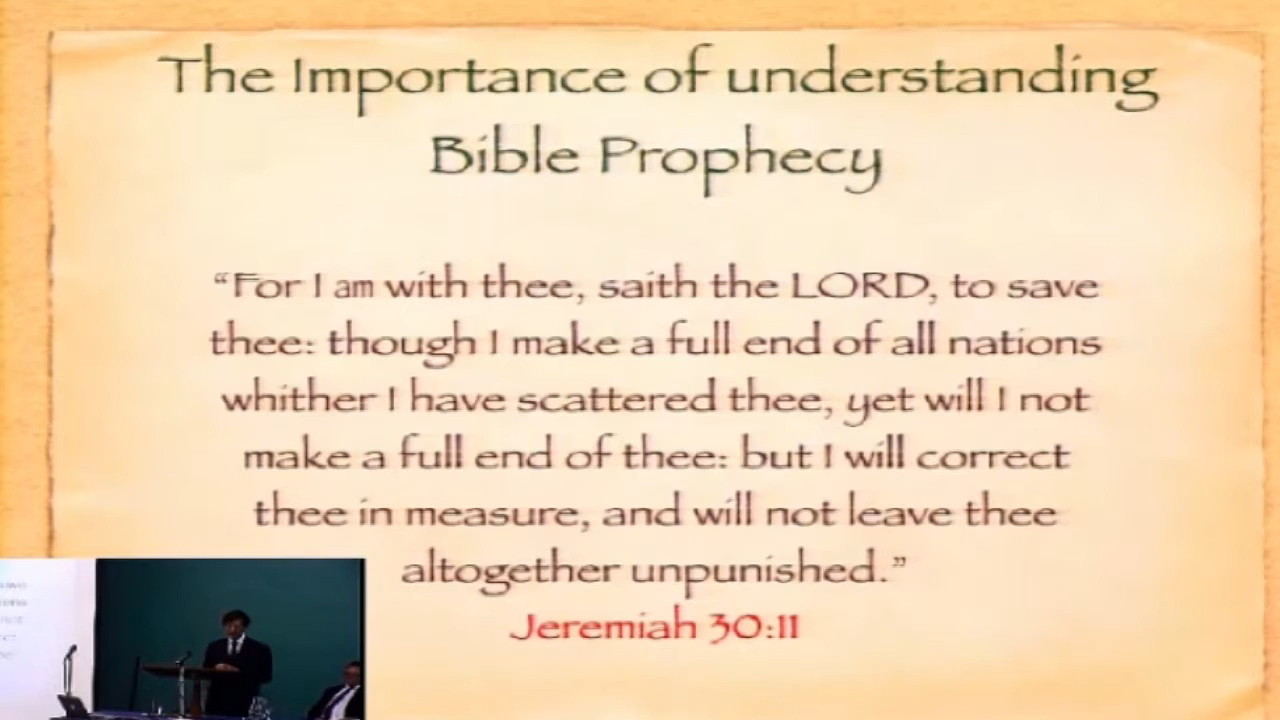 The Importance of understanding
Bible Prophecy
“For I am with thee, saith the LORD, to save
thee: though I make a full end of all nations
whither I have scattered thee, yet will I not
make a full end of thee: but I will correct
thee in measure, and will not leave thee
altogether unpunished.”
Jeremiah 30:11